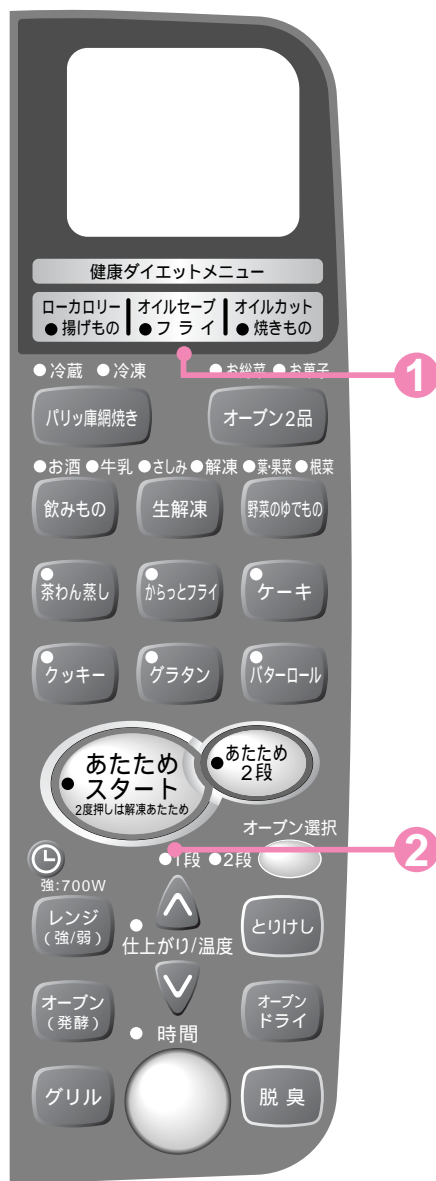 健康ダイエットメニュー
ローカロリー オイルセーブ オイルカット
●揚げもの ●フライ ●焼きもの
1
●冷蔵 ●冷凍 ●お総菜 ●お菓子
パリッ庫網焼き オーブン2品
●お酒 ●牛乳 ●さしみ ●解凍 ●葉・果菜 ●根菜
飲みもの 生解凍 野菜のゆでもの
茶わん蒸し からっとフライ ケーキ
クッキー グラタン バターロール
あたため
スタート
2度押しは解凍あたため
あたため
2段
オーブン選択
●1段 ●2段
2
強:700W
レンジ
(強/弱)
仕上がり/温度
とりけし
オーブン
(発酵)
オーブン
ドライ
時間
グリル
脱臭